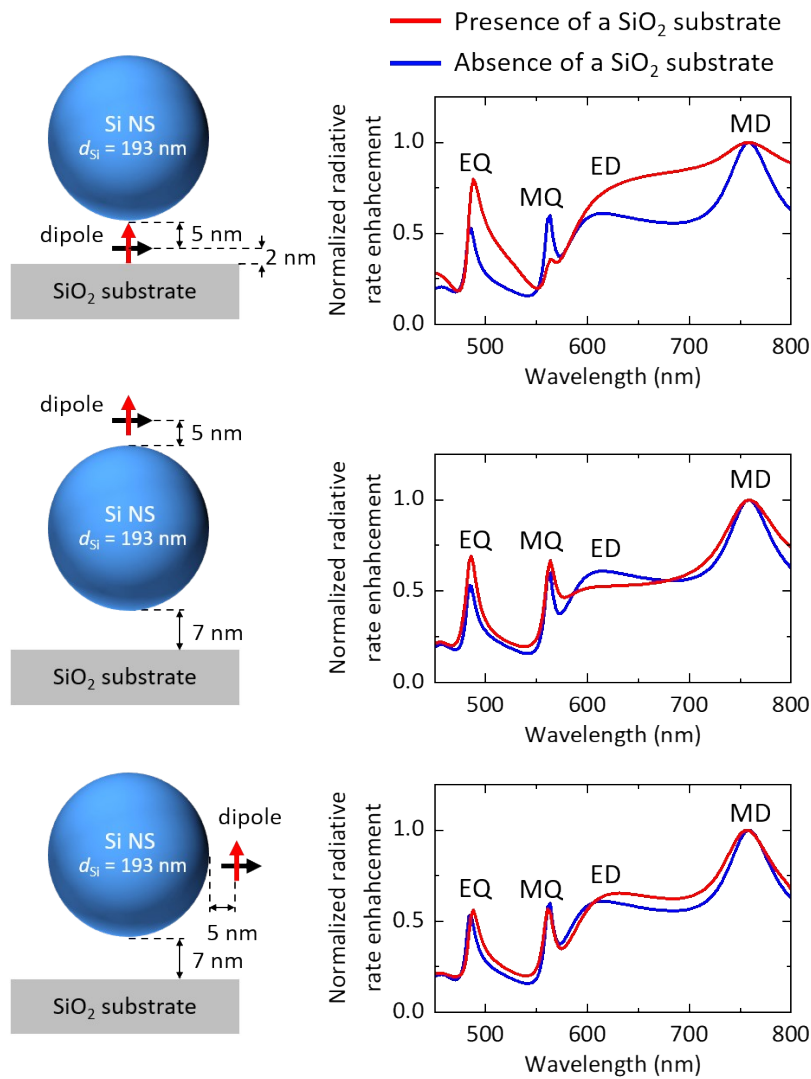 Presence of a SiO₂ substrate
Absence of a SiO₂ substrate
Si NS
d_Si = 193 nm
dipole
5 nm
2 nm
SiO₂ substrate
Normalized radiative
rate enhahcement
1.0
0.5
0.0
EQ
MQ
ED
MD
500
600
700
800
Wavelength (nm)
dipole
5 nm
Si NS
d_Si = 193 nm
7 nm
SiO₂ substrate
Normalized radiative
rate enhahcement
1.0
0.5
0.0
EQ
MQ
ED
MD
500
600
700
800
Wavelength (nm)
Si NS
d_Si = 193 nm
dipole
5 nm
7 nm
SiO₂ substrate
Normalized radiative
rate enhahcement
1.0
0.5
0.0
EQ
MQ
ED
MD
500
600
700
800
Wavelength (nm)